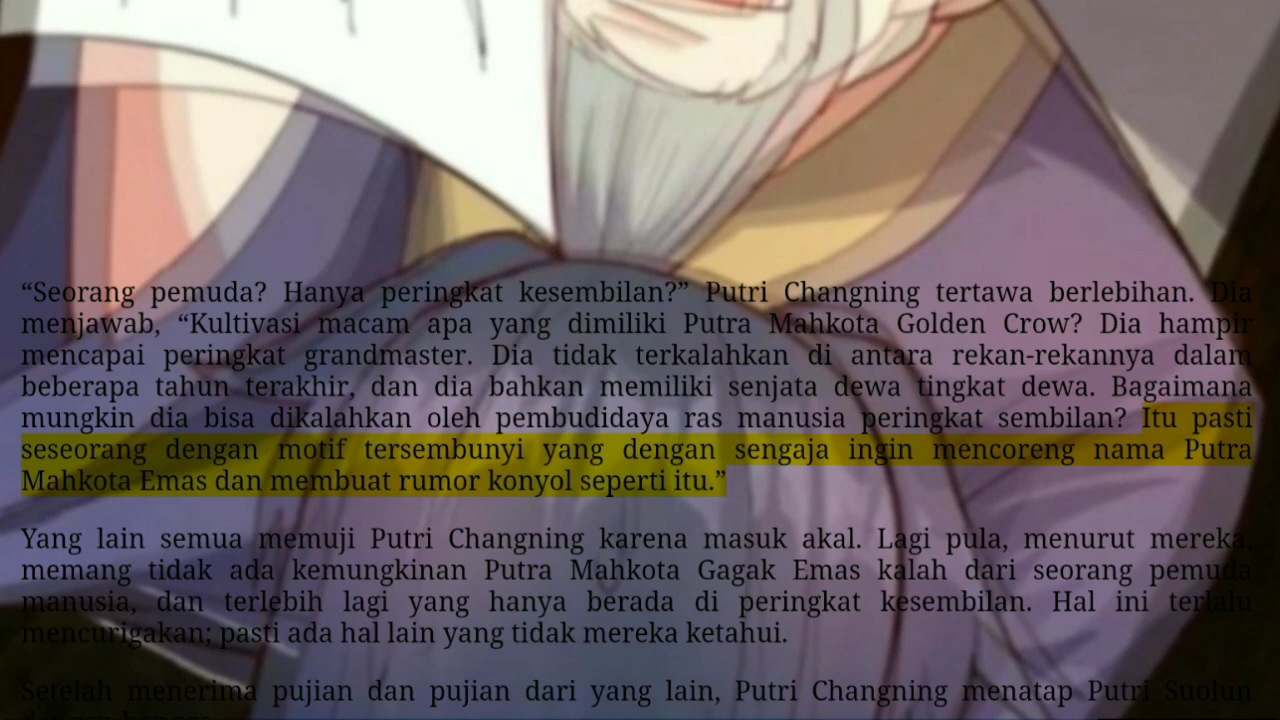 “Seorang pemuda? Hanya peringkat kesembilan?” Putri Changning tertawa berlebihan. Dia
menjawab, “Kultivasi macam apa yang dimiliki Putra Mahkota Golden Crow? Dia hampir
mencapai peringkat grandmaster. Dia tidak terkalahkan di antara rekan-rekannya dalam
beberapa tahun terakhir, dan dia bahkan memiliki senjata dewa tingkat dewa. Bagaimana
mungkin dia bisa dikalahkan oleh pembudidaya ras manusia peringkat sembilan? Itu pasti
seseorang dengan motif tersembunyi yang dengan sengaja ingin mencoreng nama Putra
Mahkota Emas dan membuat rumor konyol seperti itu.”
Yang lain semua memuji Putri Changning karena masuk akal. Lagi pula, menurut mereka,
memang tidak ada kemungkinan Putra Mahkota Gagak Emas kalah dari seorang pemuda
manusia, dan terlebih lagi yang hanya berada di peringkat kesembilan. Hal ini terlalu
mencurigakan; pasti ada hal lain yang tidak mereka ketahui.
Setelah menerima pujian dan pujian dari yang lain, Putri Changning menatap Putri Suolun